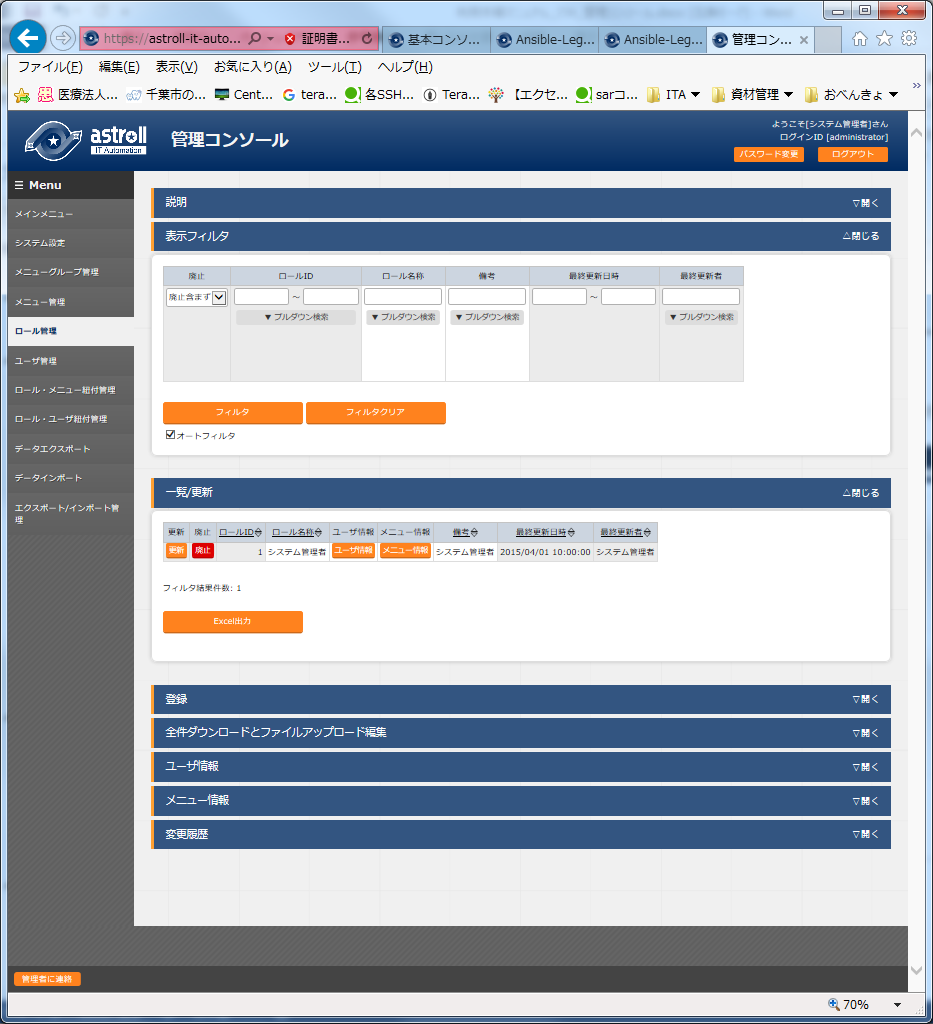 https://astroll-it-auto...
証明書...
基本コンソ...
Ansible-Leg...
Ansible-Leg...
管理コン...
ファイル(F) 編集(E) 表示(V) お気に入り(A) ツール(T) ヘルプ(H)
医療法人... 千葉市の... Cent... tera... 各SSH... Tera... 【エクセ... sarコ... ITA 資材管理 おべんきょ
astroll
IT Automation
管理コンソール
ようこそ[システム管理者]さん
ログインID [administrator]
パスワード変更 ログアウト
☰ Menu
メインメニュー
システム設定
メニューグループ管理
メニュー管理
ロール管理
ユーザ管理
ロール・メニュー紐付管理
ロール・ユーザ紐付管理
データエクスポート
データインポート
エクスポート/インポート管
理
説明 ▽開く
表示フィルタ △閉じる
廃止 ロールID ロール名称 備考 最終更新日時 最終更新者
廃止含まず ～ ～
▼プルダウン検索 ▼プルダウン検索 ▼プルダウン検索 ▼プルダウン検索
フィルタ フィルタクリア
オートフィルタ
一覧/更新 △閉じる
更新 廃止 ロールID ロール名称 ユーザ情報 メニュー情報 備考 最終更新日時 最終更新者
更新 廃止 1 システム管理者 ユーザ情報 メニュー情報 システム管理者 2015/04/01 10:00:00 システム管理者
フィルタ結果件数: 1
Excel出力
登録 ▽開く
全件ダウンロードとファイルアップロード編集 ▽開く
ユーザ情報 ▽開く
メニュー情報 ▽開く
変更履歴 ▽開く
管理者に連絡
70%